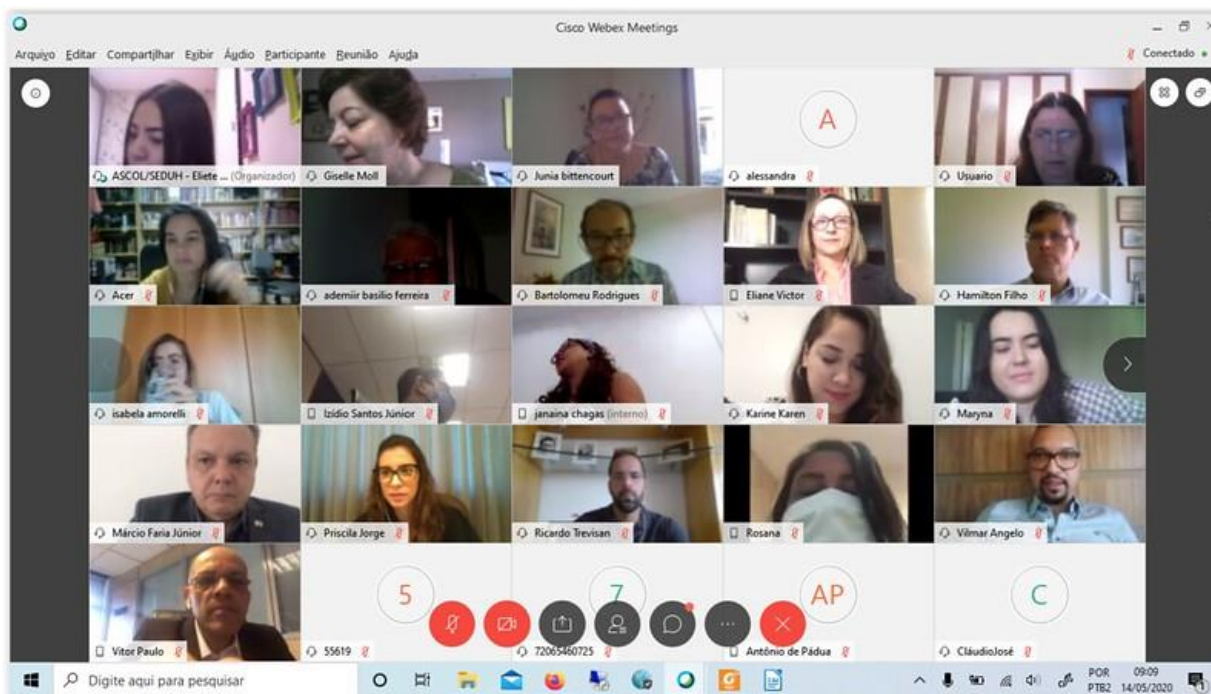 Cisco Webex Meetings
Arquivo Editar Compartilhar Exibir Áudio Participante Reunião Ajuda
Conectado
ASCOL/SEDUH - Eliete ... (Organizador)
Giselle Moll
Junia bittencourt
A
alessandra
Usuario
Acer
ademiir basilio ferreira
Bartolomeu Rodrigues
Eliane Victor
Hamilton Filho
isabela amorelli
Izídio Santos Júnior
janaina chagas (interno)
Karine Karen
Maryna
Márcio Faria Júnior
Priscila Jorge
Ricardo Trevisan
Rosana
Vilmar Angelo
Vitor Paulo
5
55619
7
72065460725
AP
Antônio de Pádua
C
CláudioJosé
Digite aqui para pesquisar
POR
PTB2
09:09
14/05/2020